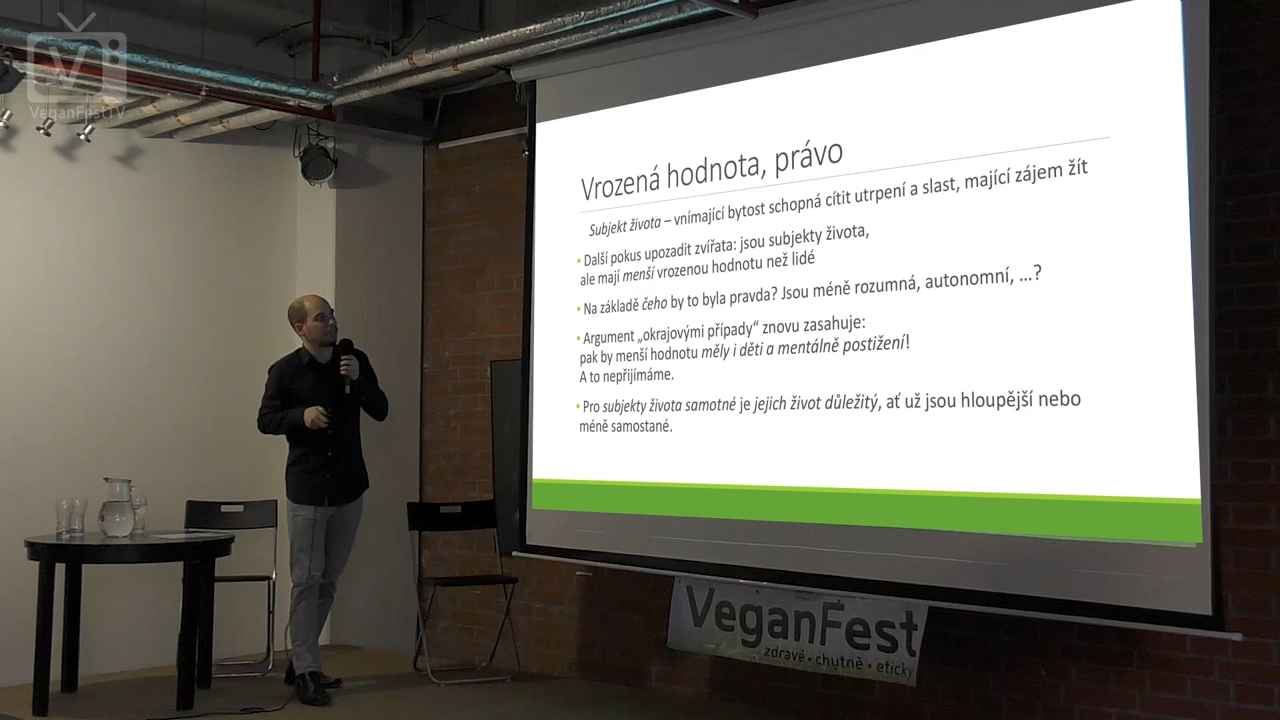 VeganFestTV
Vrozená hodnota, právo
Subjekt života – vnímající bytost schopná cítit utrpení a slast, mající zájem žít
• Další pokus upozadit zvířata: jsou subjekty života,
ale mají menší vrozenou hodnotu než lidé
• Na základě čeho by to byla pravda? Jsou méně rozumná, autonomní, ...?
• Argument „okrajovými případy“ znovu zasahuje:
pak by menší hodnotu měly i děti a mentálně postižení!
A to nepřijímáme.
• Pro subjekty života samotné je jejich život důležitý, ať už jsou hloupější nebo
méně samostané.
VeganFest
zdravě • chutně • eticky